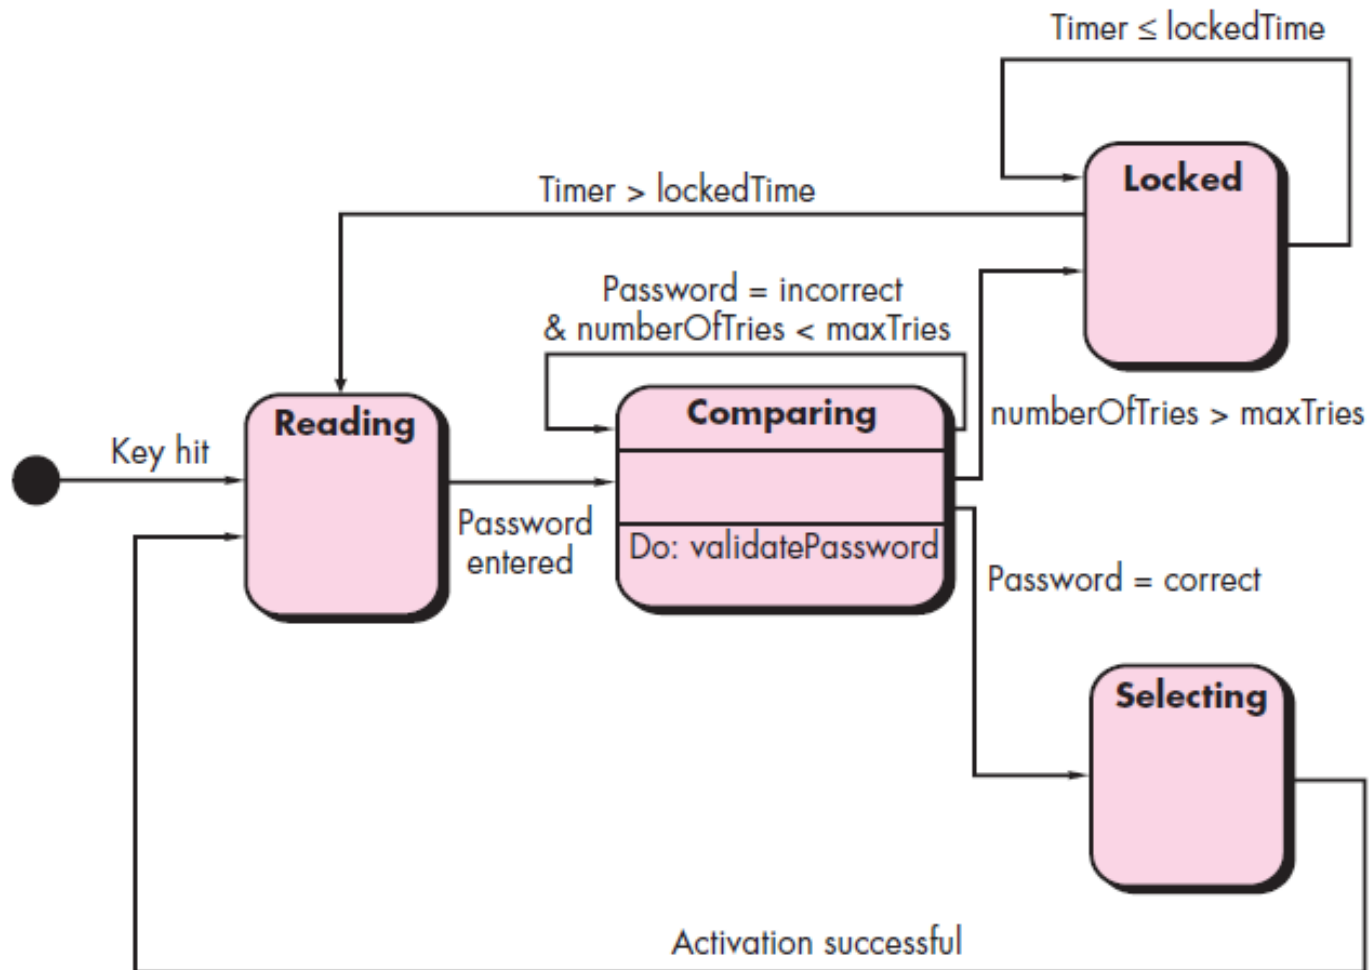 Timer ≤ lockedTime
Locked
Timer > lockedTime
Password = incorrect
& numberOfTries < maxTries
Reading
Comparing
numberOfTries > maxTries
Key hit
Password
entered
Do: validatePassword
Password = correct
Selecting
Activation successful